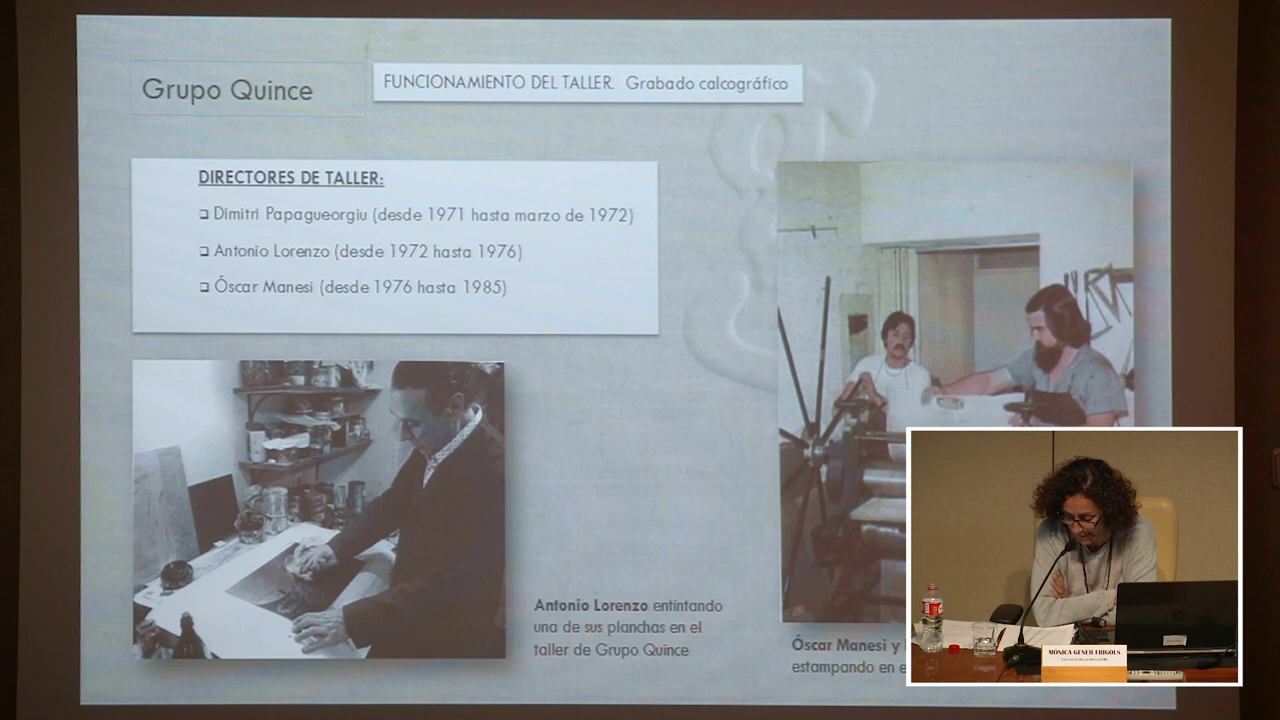 Grupo Quince
FUNCIONAMIENTO DEL TALLER. Grabado calcográfico
DIRECTORES DE TALLER:
❑ Dimitri Papagueorgiu (desde 1971 hasta marzo de 1972)
❑ Antonio Lorenzo (desde 1972 hasta 1976)
❑ Óscar Manesi (desde 1976 hasta 1985)
Antonio Lorenzo entintando
una de sus planchas en el
taller de Grupo Quince
Óscar Manesi y
estampando en e
MÓNICA GENER FRIGOLS